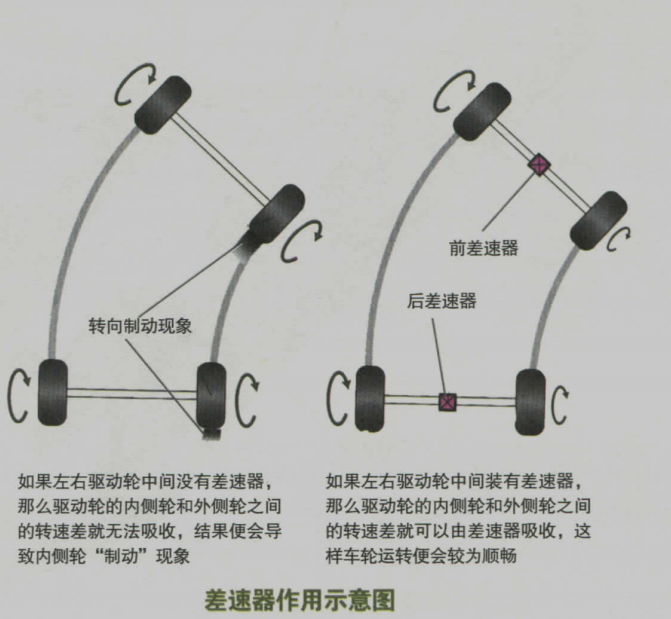 前差速器
后差速器
转向制动现象
如果左右驱动轮中间没有差速器，
那么驱动轮的内侧轮和外侧轮之间
的转速差就无法吸收，结果便会导
致内侧轮“制动”现象
如果左右驱动轮中间装有差速器，
那么驱动轮的内侧轮和外侧轮之间
的转速差就可以由差速器吸收，这
样车轮运转便会较为顺畅
差速器作用示意图